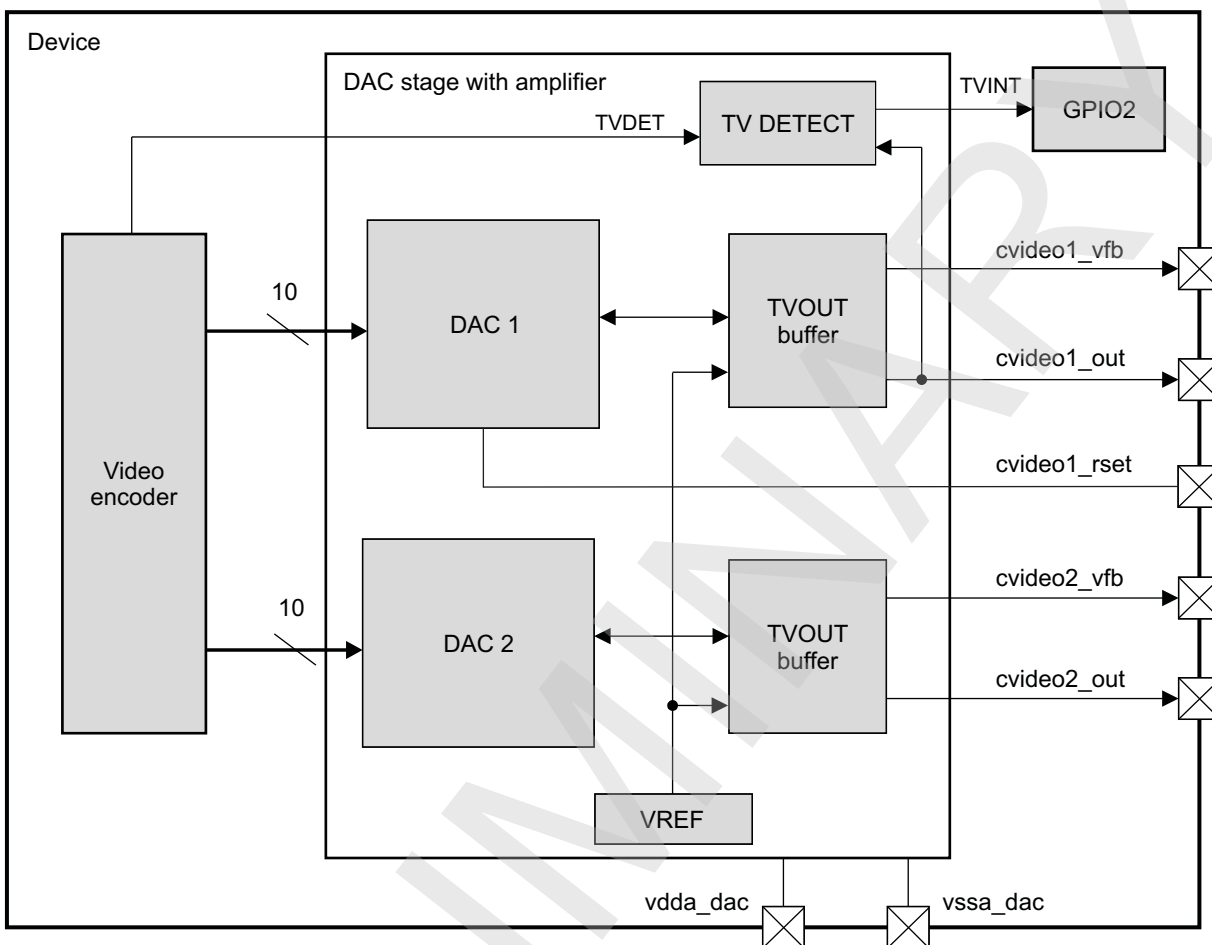 Device
DAC stage with amplifier
TVINT
GPIO2
TVDET
TV DETECT
cvideo1_vfb
10
DAC 1
TVOUT
buffer
cvideo1_out
Video
encoder
cvideo1_rset
cvideo2_vfb
10
DAC 2
TVOUT
buffer
cvideo2_out
VREF
vdda_dac
vssa_dac
IMINARY